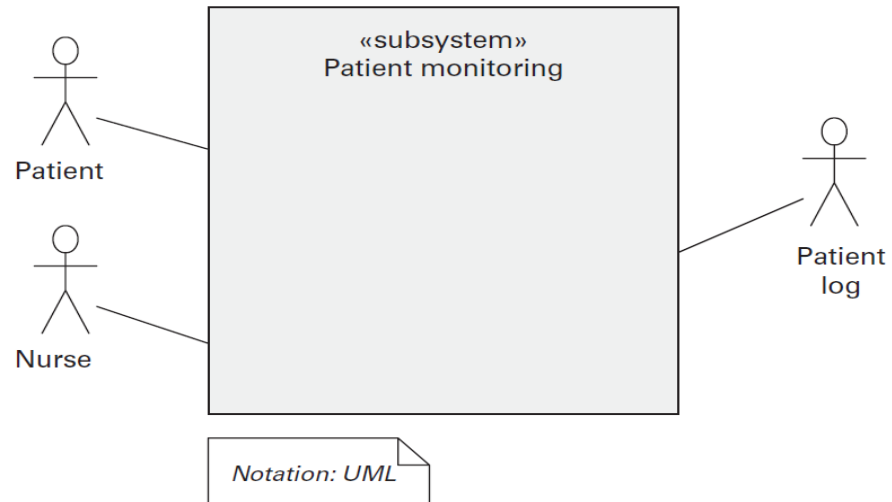 «subsystem»
Patient monitoring
Patient
Nurse
Patient
log
Notation: UML